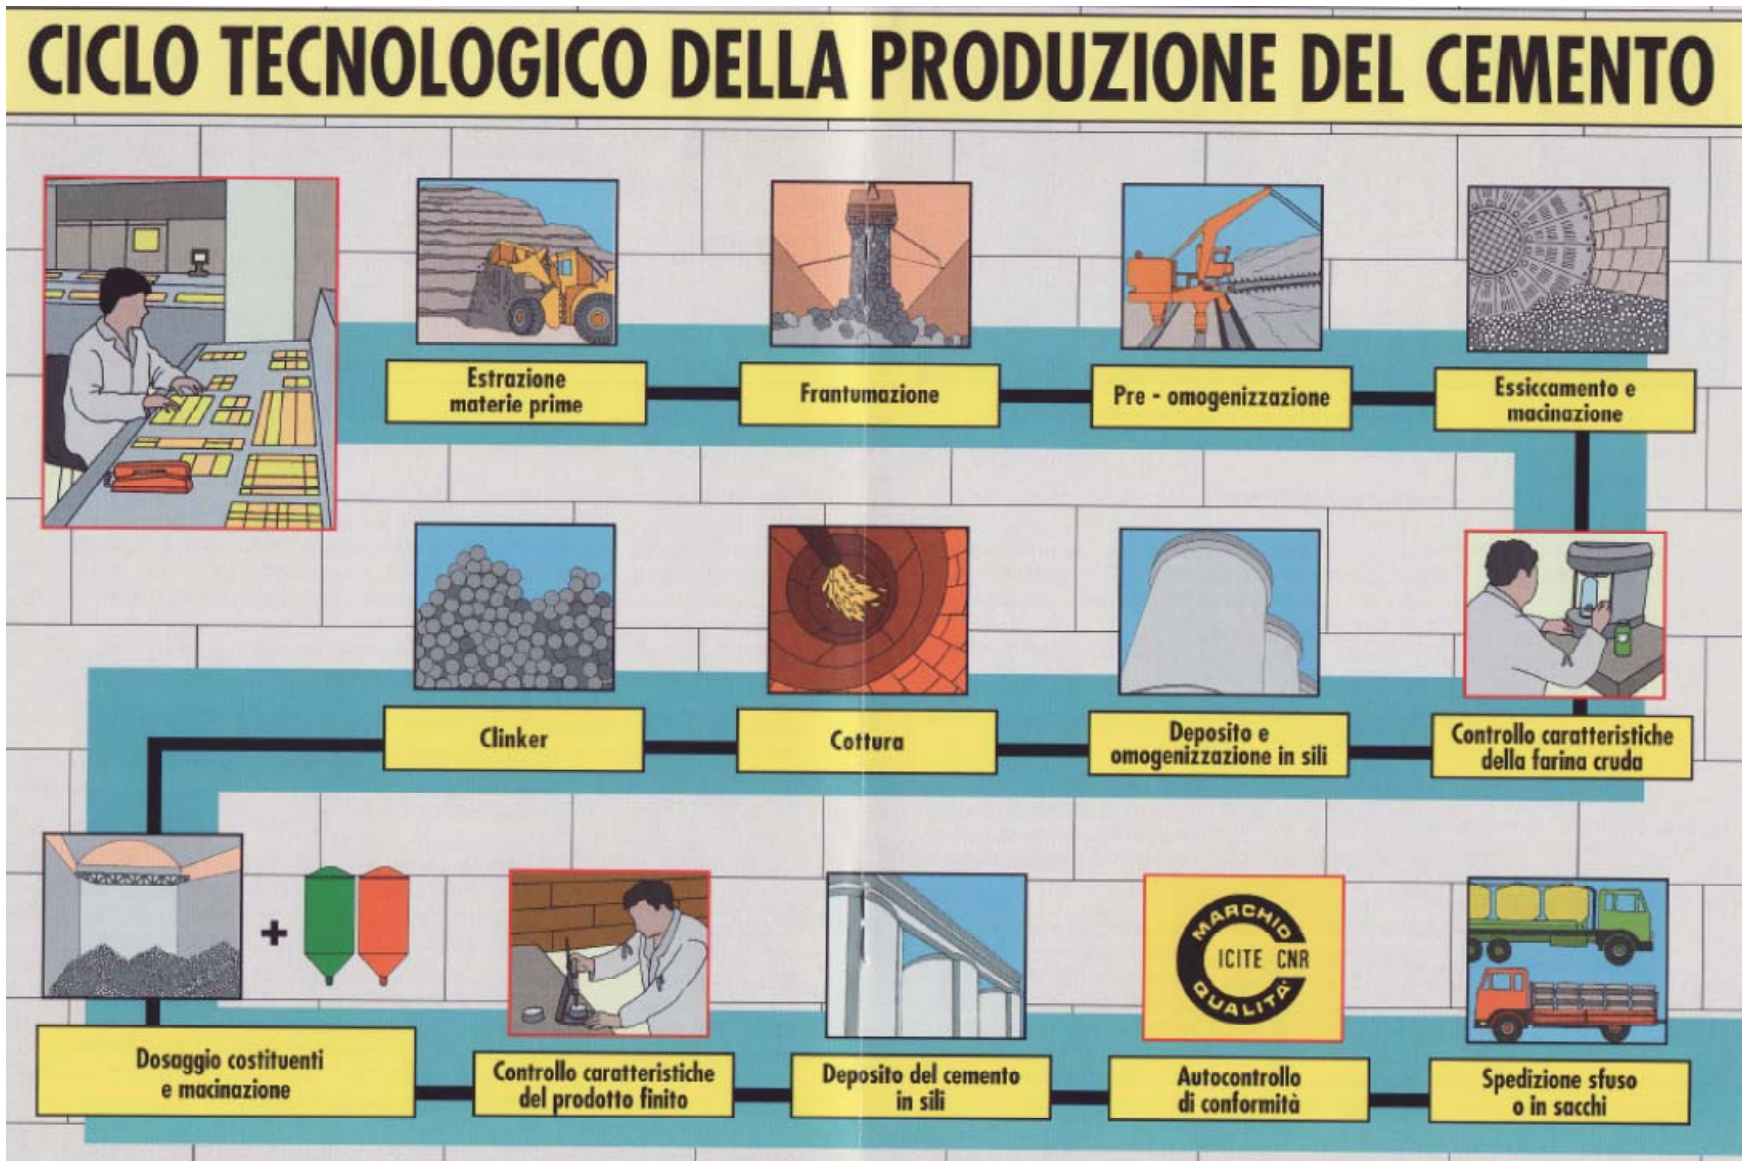 CICLO TECNOLOGICO DELLA PRODUZIONE DEL CEMENTO
Estrazione
materie prime
Frantumazione
Pre - omogenizzazione
Essiccamento e
macinazione
Clinker
Cottura
Deposito e
omogenizzazione in sili
Controllo caratteristiche
della farina cruda
+
MARCHIO
ICITE CNR
QUALITÀ
Dosaggio costituenti
e macinazione
Controllo caratteristiche
del prodotto finito
Deposito del cemento
in sili
Autocontrollo
di conformità
Spedizione sfuso
o in sacchi